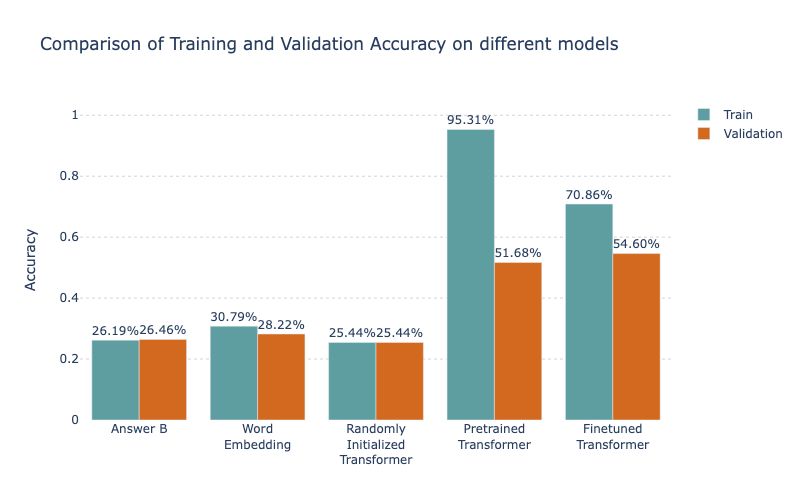 Comparison of Training and Validation Accuracy on different models
Train
Validation
Accuracy
1
0.8
0.6
0.4
0.2
0
26.19%
26.46%
30.79%
28.22%
25.44%
25.44%
95.31%
51.68%
70.86%
54.60%
Answer B
Word
Embedding
Randomly
Initialized
Transformer
Pretrained
Transformer
Finetuned
Transformer